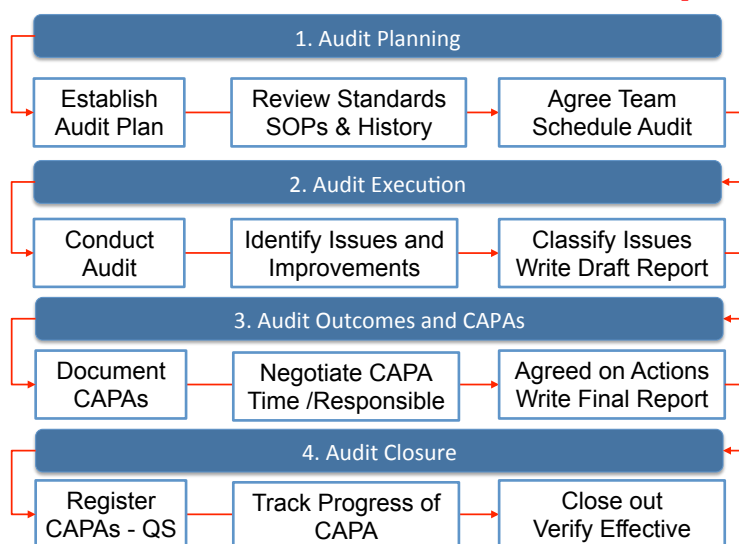 1. Audit Planning
Establish
Audit Plan
Review Standards
SOPs & History
Agree Team
Schedule Audit
2. Audit Execution
Conduct
Audit
Identify Issues and
Improvements
Classify Issues
Write Draft Report
3. Audit Outcomes and CAPAs
Document
CAPAs
Negotiate CAPA
Time /Responsible
Agreed on Actions
Write Final Report
4. Audit Closure
Register
CAPAs - QS
Track Progress of
CAPA
Close out
Verify Effective